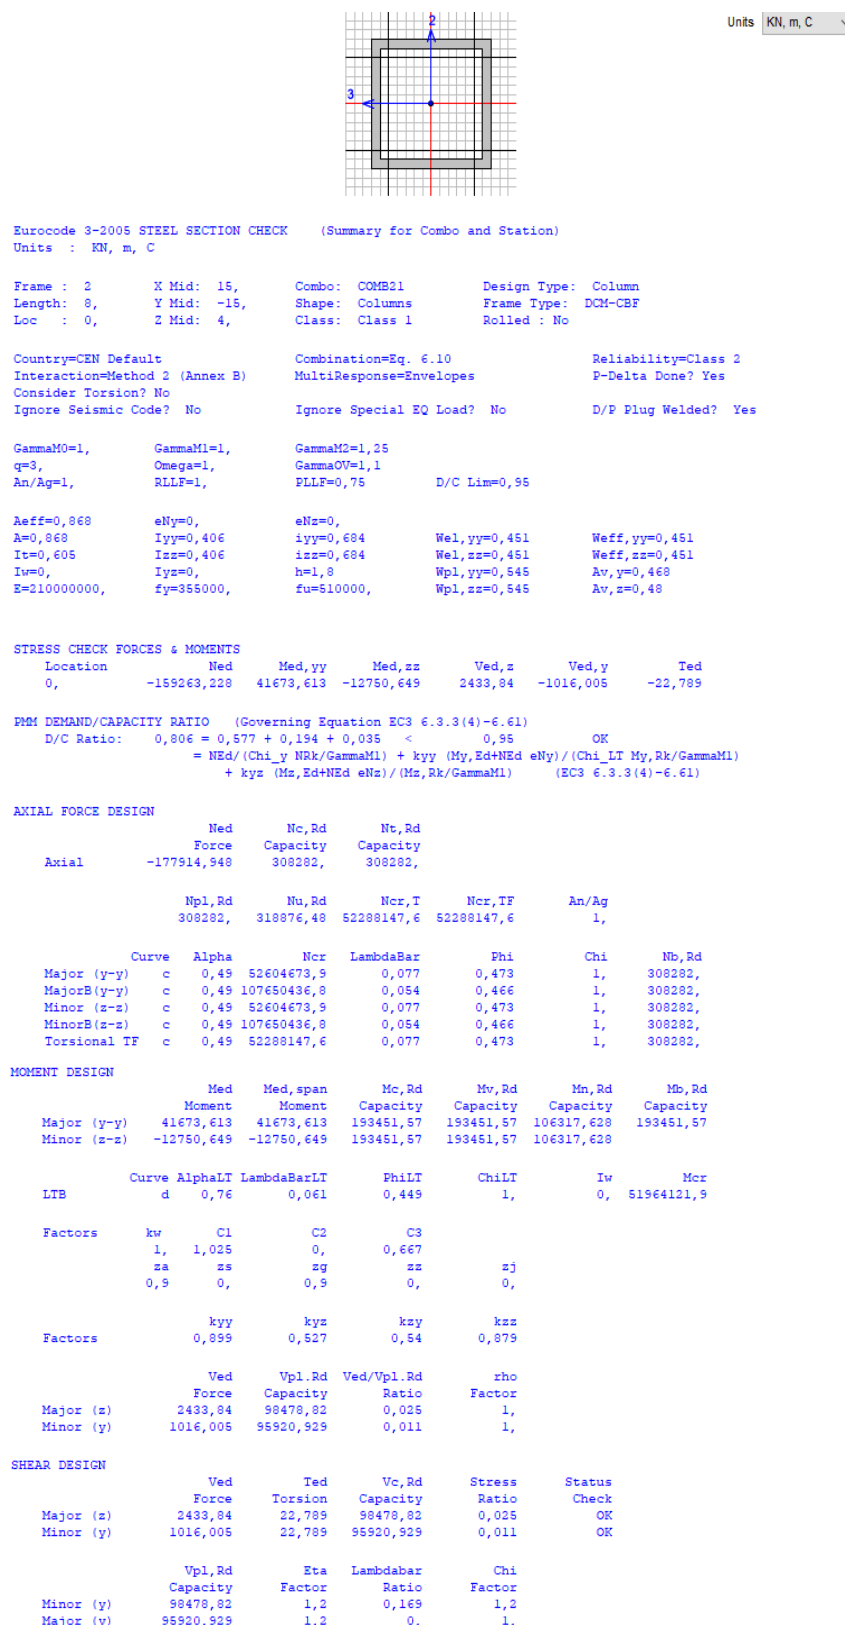 2
Units KN, m, C
3
Eurocode 3-2005 STEEL SECTION CHECK (Summary for Combo and Station)
Units : KN, m, C
Frame : 2 X Mid: 15, Combo: COMB21 Design Type: Column
Length: 8, Y Mid: -15, Shape: Columns Frame Type: DCM-CBF
Loc : 0, Z Mid: 4, Class: Class 1 Rolled : No
Country=CEN Default Combination=Eq. 6.10 Reliability=Class 2
Interaction=Method 2 (Annex B) MultiResponse=Envelopes P-Delta Done? Yes
Consider Torsion? No
Ignore Seismic Code? No Ignore Special EQ Load? No D/P Plug Welded? Yes
GammaM0=1, GammaM1=1, GammaM2=1,25
q=3, Omega=1, GammaOV=1,1
An/Ag=1, RLLF=1, PLLF=0,75 D/C Lim=0,95
Aeff=0,868 eNy=0, eNz=0,
A=0,868 Iyy=0,406 iyy=0,684 Wel,yy=0,451 Weff,yy=0,451
It=0,605 Izz=0,406 izz=0,684 Wel,zz=0,451 Weff,zz=0,451
Iw=0, Iyz=0, h=1,8 Wpl,yy=0,545 Av,y=0,468
E=210000000, fy=355000, fu=510000, Wpl,zz=0,545 Av,z=0,48
STRESS CHECK FORCES & MOMENTS
Location Ned Med,yy Med,zz Ved,z Ved,y Ted
0, -159263,228 41673,613 -12750,649 2433,84 -1016,005 -22,789
PMM DEMAND/CAPACITY RATIO (Governing Equation EC3 6.3.3(4)-6.61)
D/C Ratio: 0,806 = 0,577 + 0,194 + 0,035 < 0,95 OK
= NEd/(Chi_y NRk/GammaM1) + kyy (My,Ed+NEd eNy)/(Chi_LT My,Rk/GammaM1)
+ kyz (Mz,Ed+NEd eNz)/(Mz,Rk/GammaM1) (EC3 6.3.3(4)-6.61)
AXIAL FORCE DESIGN
Ned Nc,Rd Nt,Rd
Force Capacity Capacity
Axial -177914,948 308282, 308282,
Npl,Rd Nu,Rd Ncr,T Ncr,TF An/Ag
308282, 318876,48 52288147,6 52288147,6 1,
Curve Alpha Ncr LambdaBar Phi Chi Nb,Rd
Major (y-y) c 0,49 52604673,9 0,077 0,473 1, 308282,
MajorB(y-y) c 0,49 107650436,8 0,054 0,466 1, 308282,
Minor (z-z) c 0,49 52604673,9 0,077 0,473 1, 308282,
MinorB(z-z) c 0,49 107650436,8 0,054 0,466 1, 308282,
Torsional TF c 0,49 52288147,6 0,077 0,473 1, 308282,
MOMENT DESIGN
Med Med,span Mc,Rd Mv,Rd Mn,Rd Mb,Rd
Moment Moment Capacity Capacity Capacity Capacity
Major (y-y) 41673,613 41673,613 193451,57 193451,57 106317,628 193451,57
Minor (z-z) -12750,649 -12750,649 193451,57 193451,57 106317,628
Curve AlphaLT LambdaBarLT PhiLT ChiLT Iw Mcr
LTB d 0,76 0,061 0,449 1, 0, 51964121,9
Factors kw C1 C2 C3
1, 1,025 0, 0,667
za zs zg zz zj
0,9 0, 0,9 0, 0,
kyy kyz kzy kzz
Factors 0,899 0,527 0,54 0,879
Ved Vpl.Rd Ved/Vpl.Rd rho
Force Capacity Ratio Factor
Major (z) 2433,84 98478,82 0,025 1,
Minor (y) 1016,005 95920,929 0,011 1,
SHEAR DESIGN
Ved Ted Vc,Rd Stress Status
Force Torsion Capacity Ratio Check
Major (z) 2433,84 22,789 98478,82 0,025 OK
Minor (y) 1016,005 22,789 95920,929 0,011 OK
Vpl,Rd Eta Lambdabar Chi
Capacity Factor Ratio Factor
Minor (y) 98478,82 1,2 0,169 1,2
Major (y) 95920,929 1,2 0, 1,